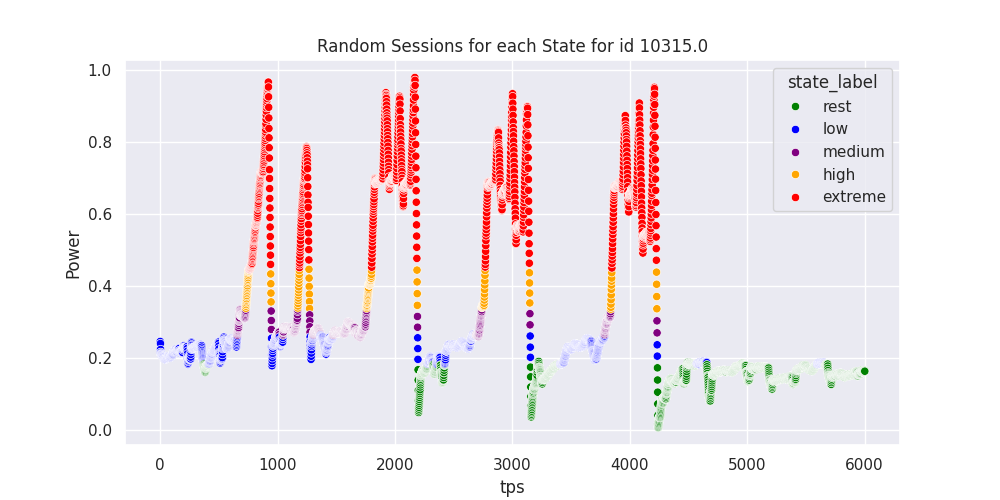 Random Sessions for each State for id 10315.0
1.0
0.8
0.6
0.4
0.2
0.0
Power
0 1000 2000 3000 4000 5000 6000
tps
state_label
rest
low
medium
high
extreme